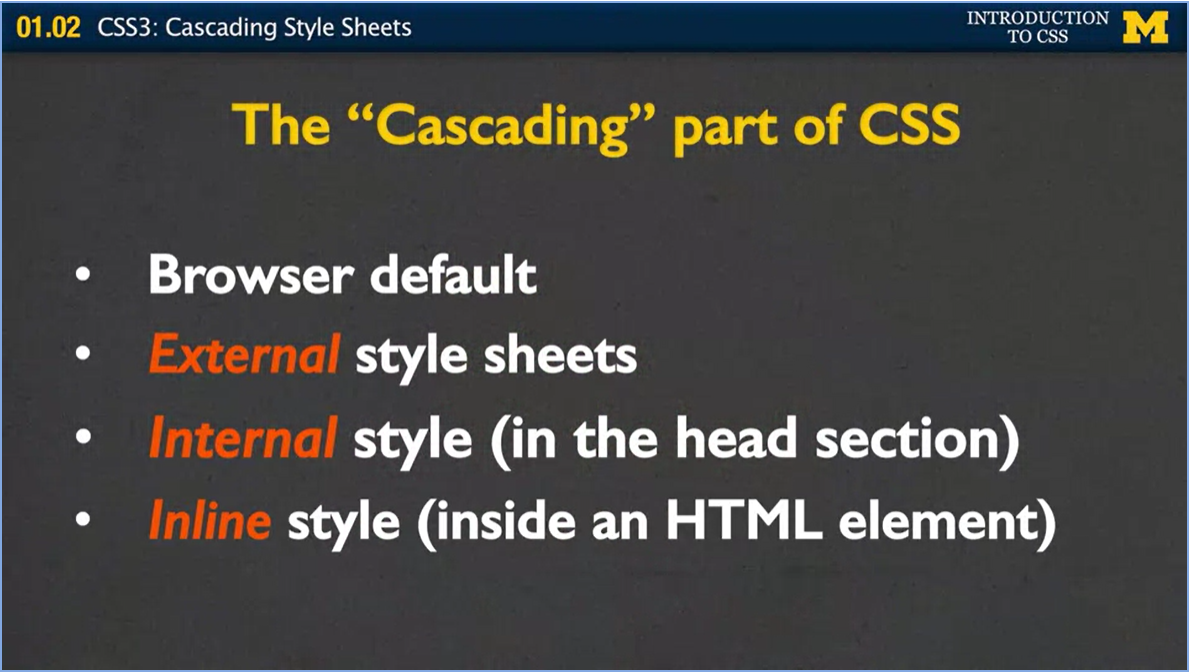 01.02 CSS3: Cascading Style Sheets
INTRODUCTION
TO CSS
M
The “Cascading” part of CSS
• Browser default
• External style sheets
• Internal style (in the head section)
• Inline style (inside an HTML element)